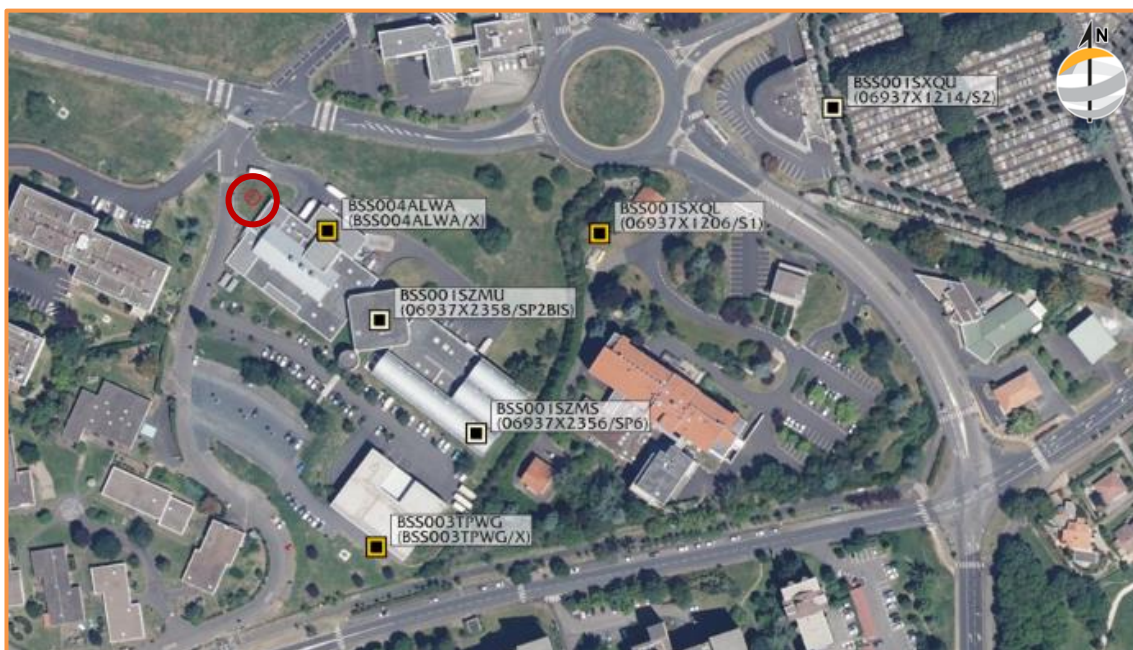 N
BSS001SXQU
(06937X1214/S2)
BSS004ALWA
(BSS004ALWA/X)
BSS001SXQL
(06937X1206/S1)
BSS001SZMU
(06937X2358/SP2BIS)
BSS001SZMS
(06937X2356/SP6)
BSS003TPWG
(BSS003TPWG/X)